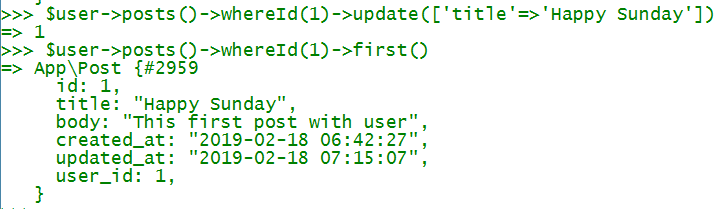 >>> $user->posts()->whereId(1)->update(['title'=>'Happy Sunday'])
=> 1
>>> $user->posts()->whereId(1)->first()
=> App\Post {#2959
     id: 1,
     title: "Happy Sunday",
     body: "This first post with user",
     created_at: "2019-02-18 06:42:27",
     updated_at: "2019-02-18 07:15:07",
     user_id: 1,
   }